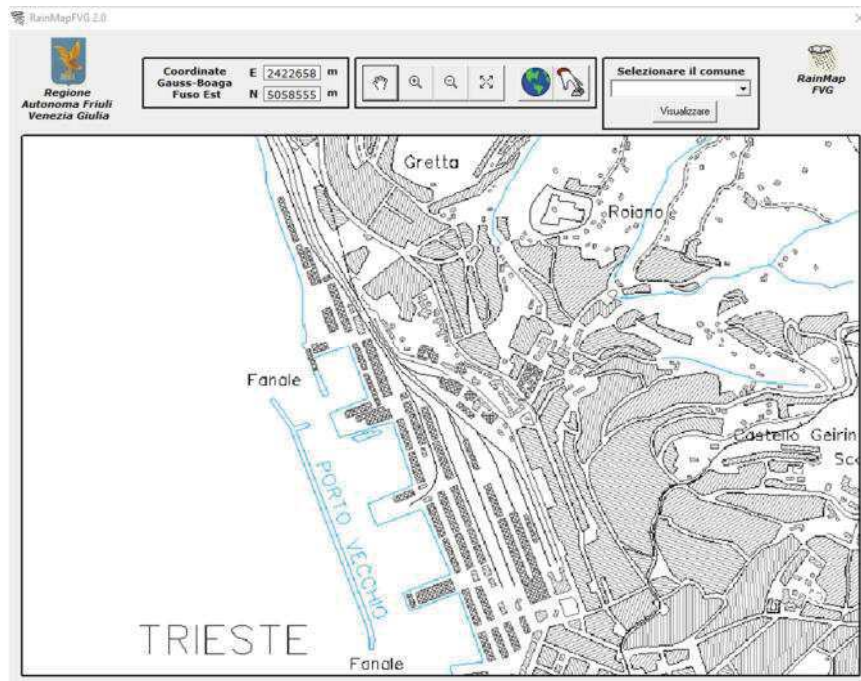 RainMapFVG 2.0
Regione
Autonoma Friuli
Venezia Giulia
Coordinate
Gauss-Boaga
Fuso Est
E 2422658 m
N 5058555 m
Selezionare il comune
Visualizzare
RainMap
FVG
Gretta
Roiano
Fanale
Castello Geirin
Sc
PORTO VECCHIO
TRIESTE
Fanale